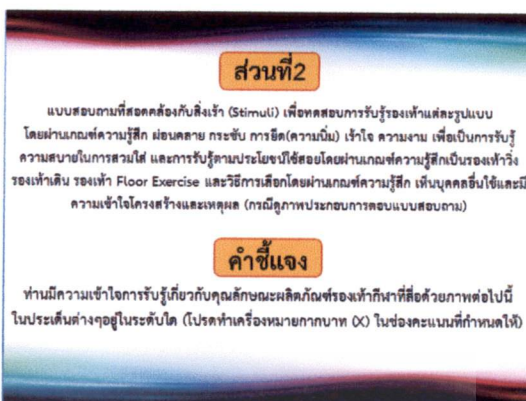 ส่วนที่2
แบบสอบถามที่สอดคล้องกับสิ่งเร้า (Stimuli) เพื่อทดสอบการรับรู้รองเท้าแต่ละรูปแบบ
โดยผ่านเกณฑ์ความรู้สึก ผ่อนคลาย กระชับ การยืด(ความนิ่ม) เร้าใจ ความงาม เพื่อเป็นการรับรู้
ความสบายในการสวมใส่ และการรับรู้ตามประโยชน์ใช้สอยโดยผ่านเกณฑ์ความรู้สึกเป็นรองเท้าวิ่ง
รองเท้าเดิน รองเท้า Floor Exercise และวิธีการเลือกโดยผ่านเกณฑ์ความรู้สึก เห็นบุคคลอื่นใช้และมี
ความเข้าใจโครงสร้างและเหตุผล (กรณีดูภาพประกอบการตอบแบบสอบถาม)
คำชี้แจง
ท่านมีความเข้าใจการรับรู้เกี่ยวกับคุณลักษณะผลิตภัณฑ์รองเท้ากีฬาที่สื่อด้วยภาพต่อไปนี้
ในประเด็นต่างๆอยู่ในระดับใด (โปรดทำเครื่องหมายกากบาท (X) ในช่องคะแนนที่กำหนดให้)